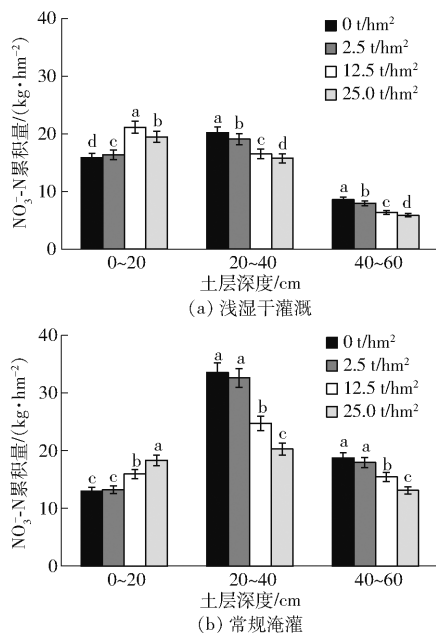 NO₃⁻-N累积量/(kg·hm⁻²)
40
30
20
10
0
0 t/hm²
2.5 t/hm²
12.5 t/hm²
25.0 t/hm²
d c a b
a b c c
a b c d
0~20 20~40 40~60
土层深度/cm
(a) 浅湿干灌溉
NO₃⁻-N累积量/(kg·hm⁻²)
40
30
20
10
0
0 t/hm²
2.5 t/hm²
12.5 t/hm²
25.0 t/hm²
c c b a
a a b c
a a b c
0~20 20~40 40~60
土层深度/cm
(b) 常规淹灌